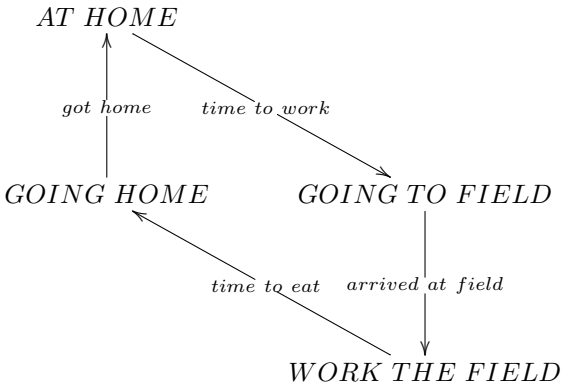 AT HOME
got home
time to work
GOING HOME
GOING TO FIELD
time to eat
arrived at field
WORK THE FIELD